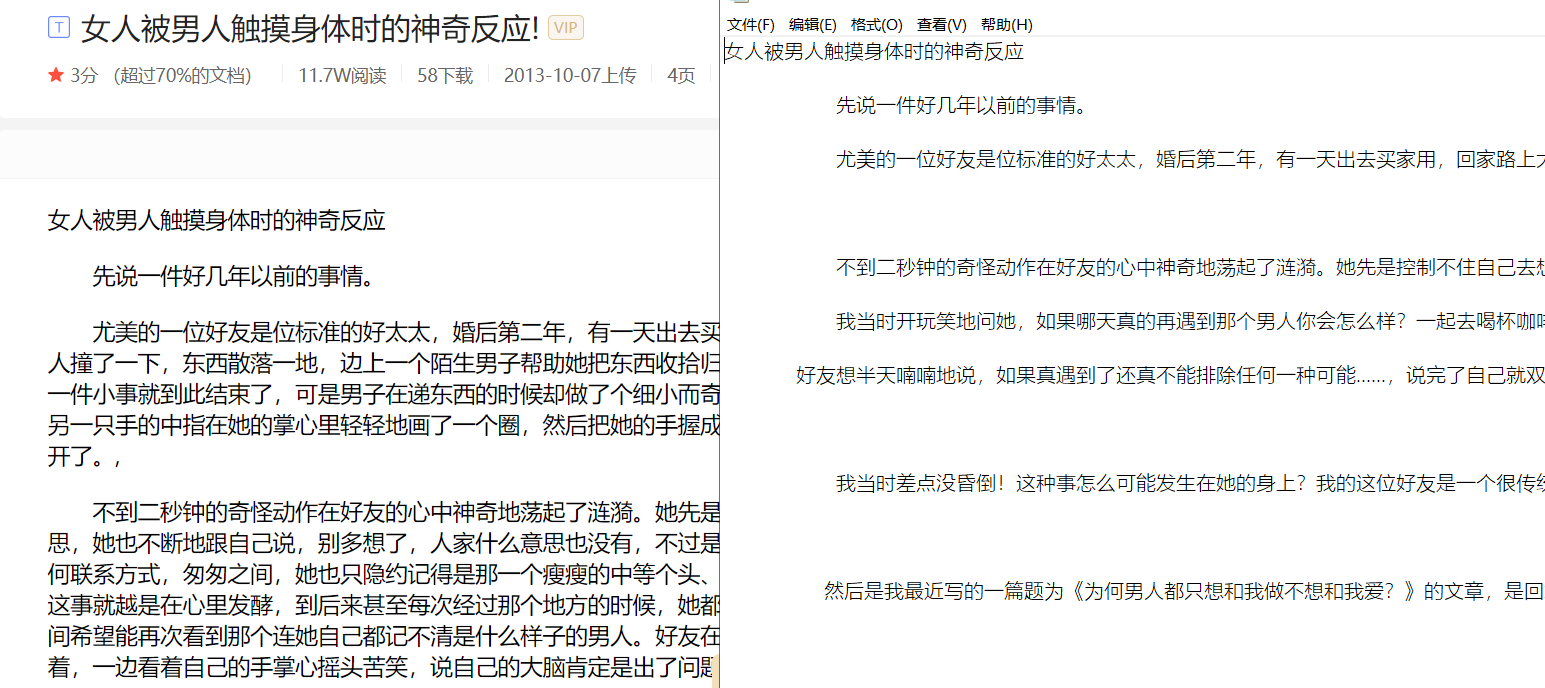 T 女人被男人触摸身体时的神奇反应! VIP
3分 (超过70%的文档) 11.7W阅读 58下载 2013-10-07上传 4页
女人被男人触摸身体时的神奇反应
先说一件好几年以前的事情。
尤美的一位好友是位标准的好太太，婚后第二年，有一天出去买
人撞了一下，东西散落一地，边上一个陌生男子帮助她把东西收拾归
一件小事就到此结束了，可是男子在递东西的时候却做了个细小而奇
另一只手的中指在她的掌心里轻轻地画了一个圈，然后把她的手握成
开了。,
不到二秒钟的奇怪动作在好友的心中神奇地荡起了涟漪。她先是
思，她也不断地跟自己说，别多想了，人家什么意思也没有，不过是
何联系方式，匆匆之间，她也只隐约记得是那一个瘦瘦的中等个头、
这事就越是在心里发酵，到后来甚至每次经过那个地方的时候，她都
间希望能再次看到那个连她自己都记不清是什么样子的男人。好友在
着，一边看着自己的手掌心摇头苦笑，说自己的大脑肯定是出了问题
文件(F) 编辑(E) 格式(O) 查看(V) 帮助(H)
女人被男人触摸身体时的神奇反应
先说一件好几年以前的事情。
尤美的一位好友是位标准的好太太，婚后第二年，有一天出去买家用，回家路上
不到二秒钟的奇怪动作在好友的心中神奇地荡起了涟漪。她先是控制不住自己去想
我当时开玩笑地问她，如果哪天真的再遇到那个男人你会怎么样？一起去喝杯咖啡
好友想半天喃喃地说，如果真遇到了还真不能排除任何一种可能......，说完了自己就双
我当时差点没昏倒！这种事怎么可能发生在她的身上？我的这位好友是一个很传统
然后是我最近写的一篇题为《为何男人都只想和我做不想和我爱？》的文章，是回